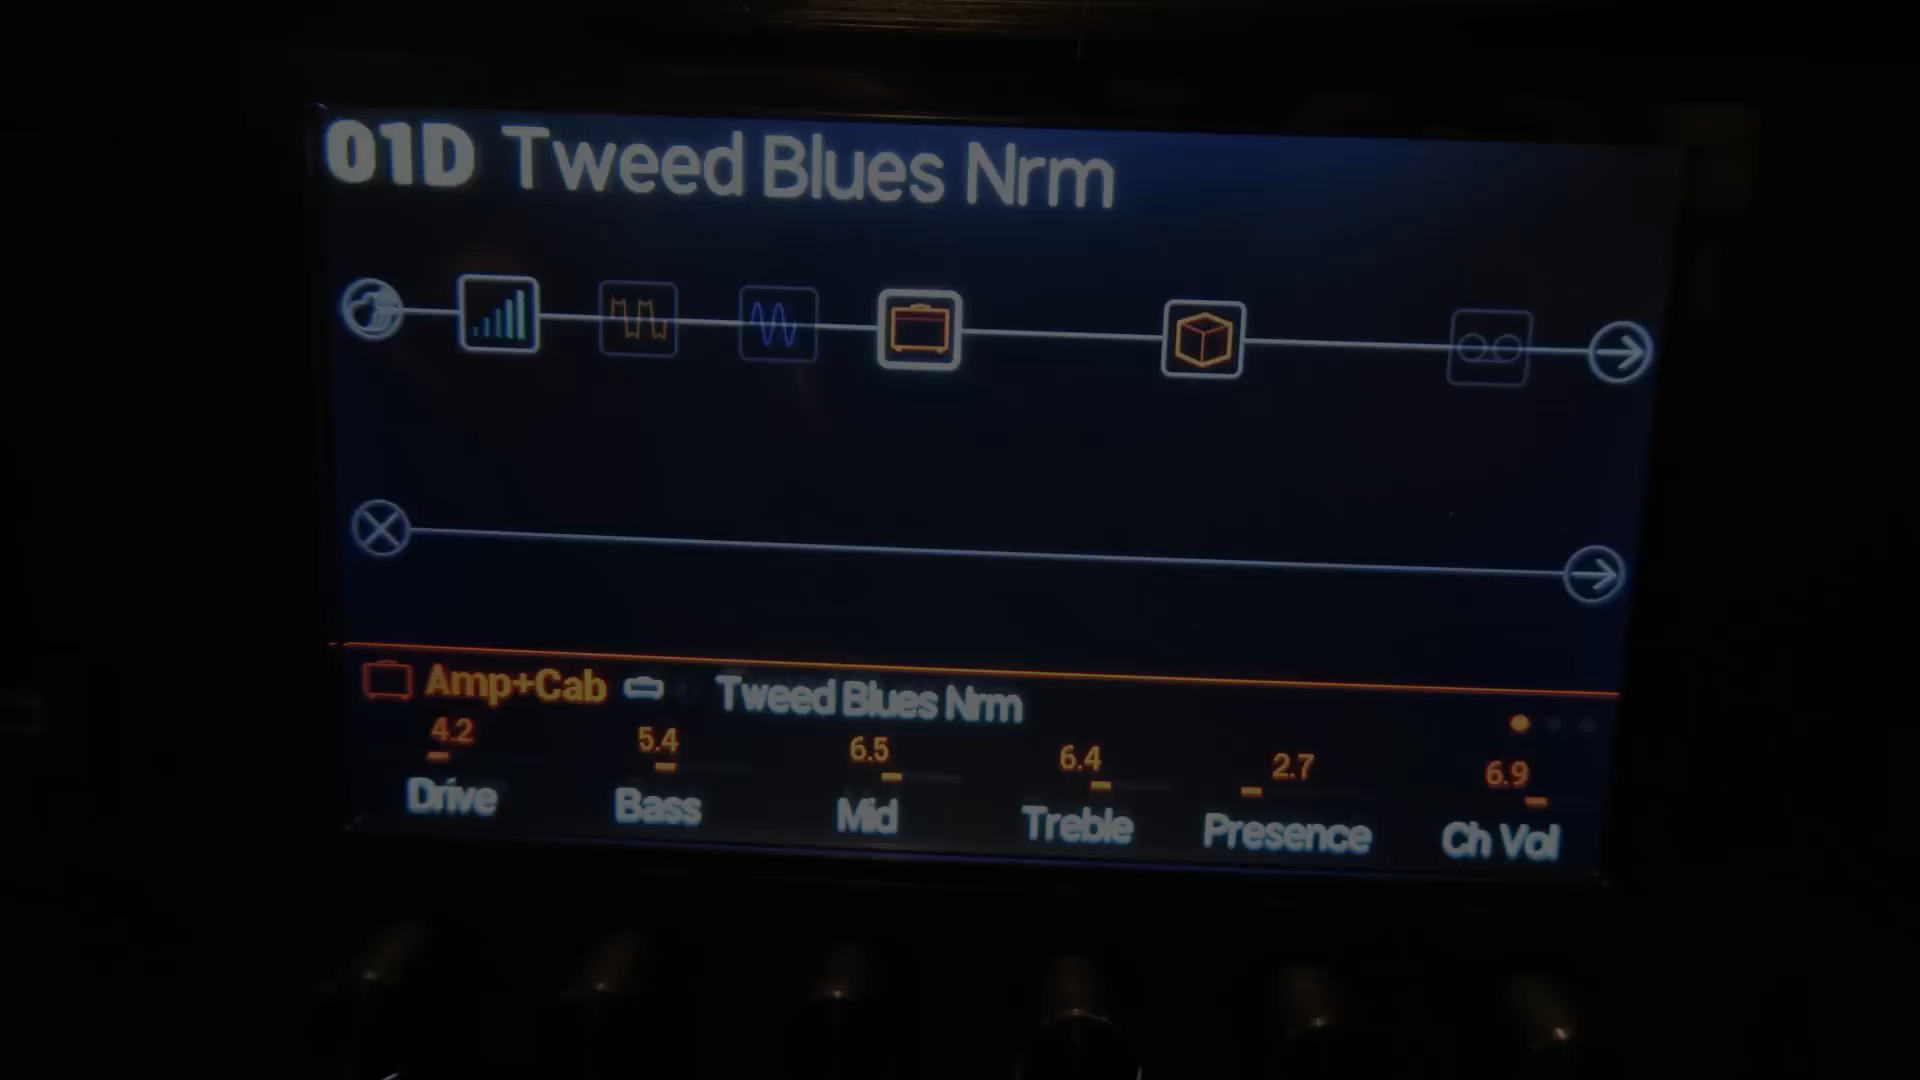 01D Tweed Blues Nrm
Amp+Cab Tweed Blues Nrm
4.2 5.4 6.5 6.4 2.7 6.9
Drive Bass Mid Treble Presence Ch Vol